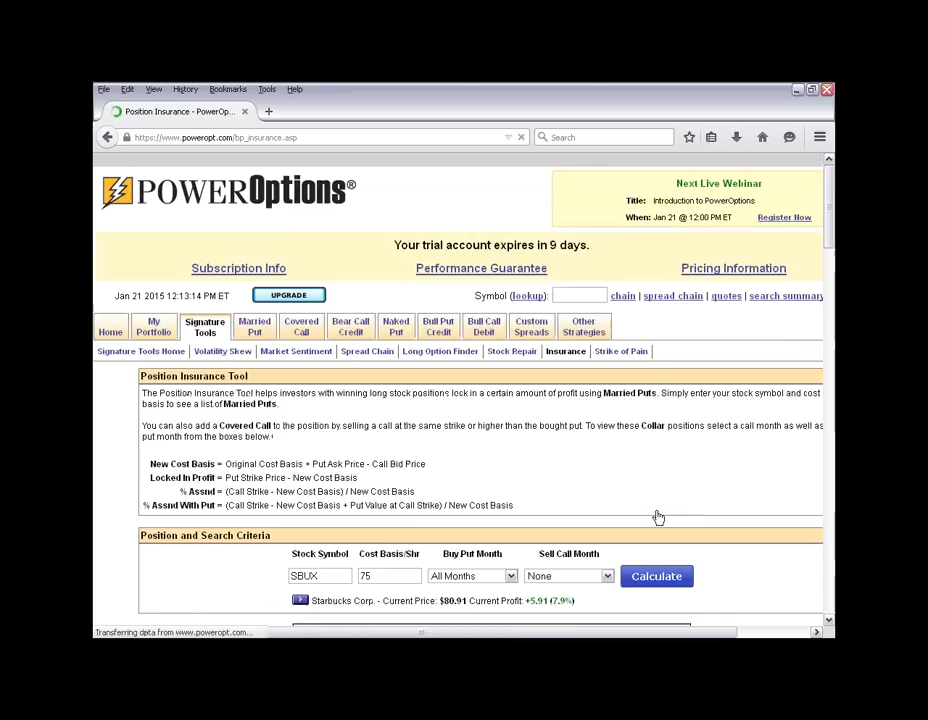 File Edit View History Bookmarks Tools Help
Position Insurance - PowerOp...
https://www.poweropt.com/bp_insurance.asp Search
POWEROptions®
Next Live Webinar
Title: Introduction to PowerOptions
When: Jan 21 @ 12:00 PM ET Register Now
Your trial account expires in 9 days.
Subscription Info Performance Guarantee Pricing Information
Jan 21 2015 12:13:14 PM ET UPGRADE Symbol (lookup): chain | spread chain | quotes | search summary
Home My Portfolio Signature Tools Married Put Covered Call Bear Call Credit Naked Put Bull Put Credit Bull Call Debit Custom Spreads Other Strategies
Signature Tools Home Volatility Skew Market Sentiment Spread Chain Long Option Finder Stock Repair Insurance Strike of Pain
Position Insurance Tool
The Position Insurance Tool helps investors with winning long stock positions lock in a certain amount of profit using Married Puts. Simply enter your stock symbol and cost
basis to see a list of Married Puts.
You can also add a Covered Call to the position by selling a call at the same strike or higher than the bought put. To view these Collar positions select a call month as well as
put month from the boxes below.
New Cost Basis = Original Cost Basis + Put Ask Price - Call Bid Price
Locked In Profit = Put Strike Price - New Cost Basis
% Assnd = (Call Strike - New Cost Basis) / New Cost Basis
% Assnd With Put = (Call Strike - New Cost Basis + Put Value at Call Strike) / New Cost Basis
Position and Search Criteria
Stock Symbol Cost Basis/Shr Buy Put Month Sell Call Month
SBUX 75 All Months None Calculate
Starbucks Corp. - Current Price: $80.91 Current Profit: +5.91 (7.9%)
Transferring data from www.poweropt.com...